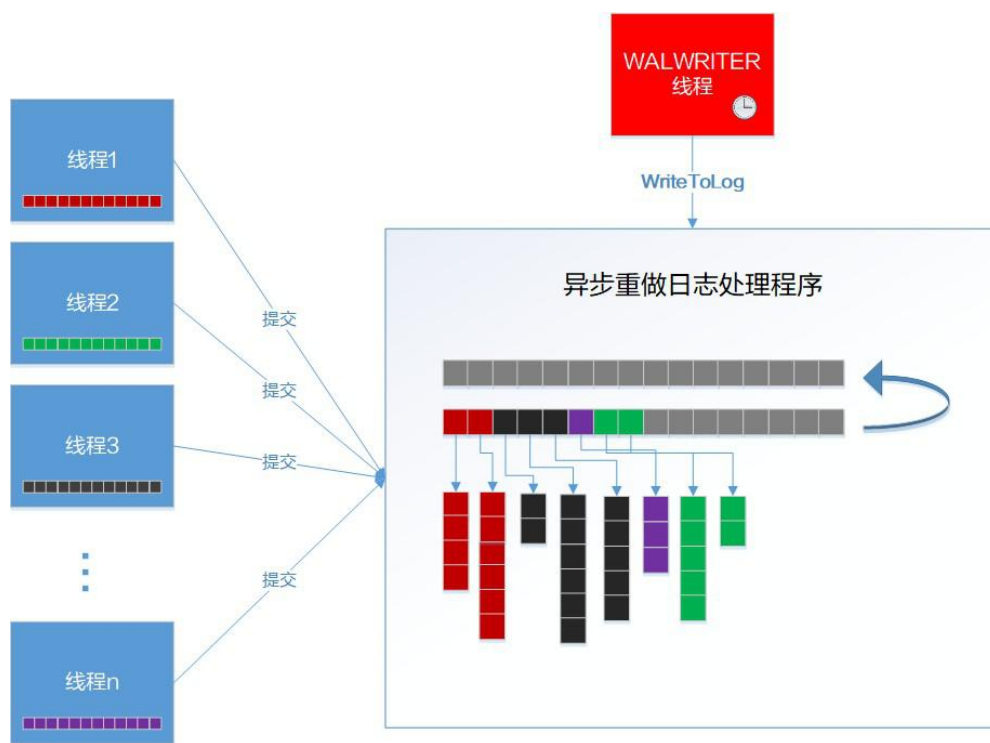 WALWRITER
线程
WriteToLog
线程1
线程2
线程3
线程n
提交
提交
提交
提交
异步重做日志处理程序